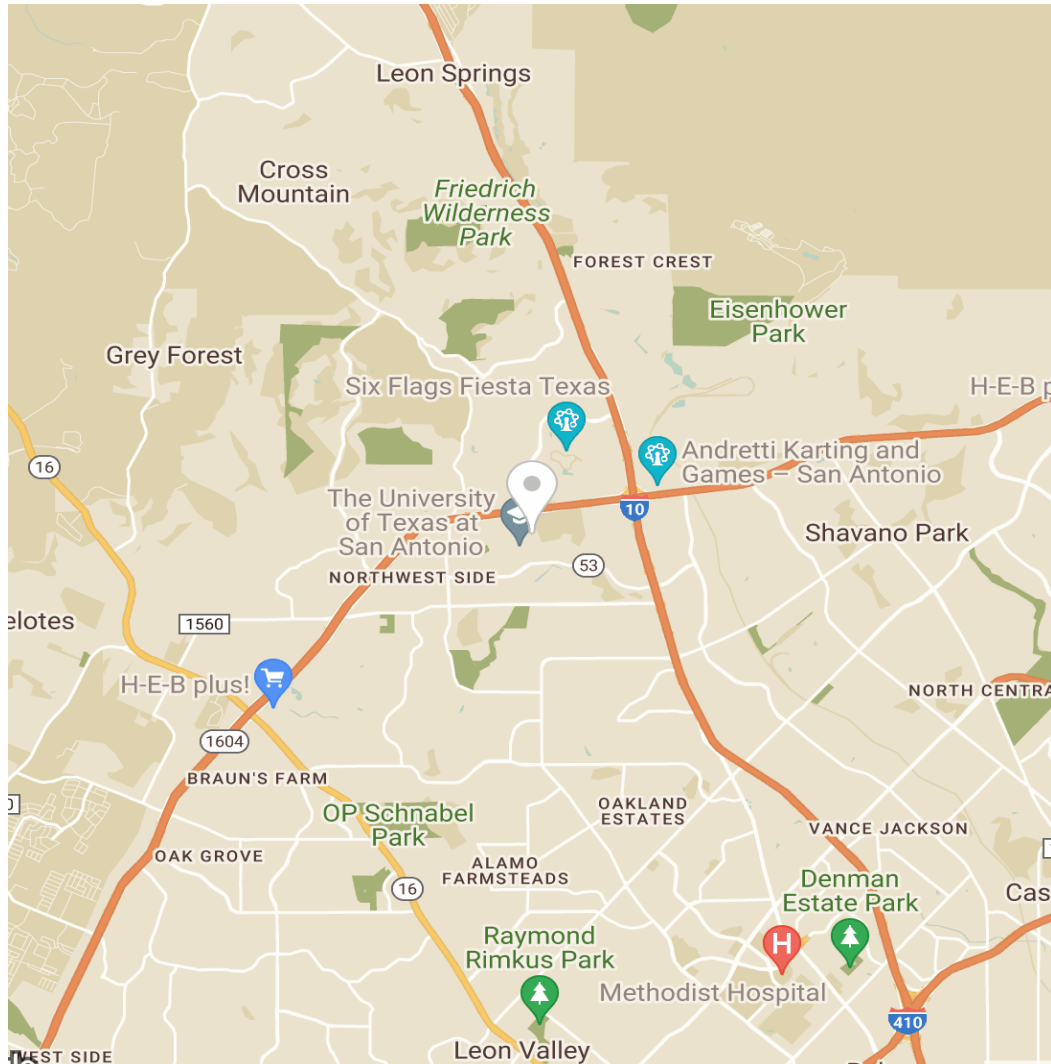 Leon Springs
Cross
Mountain
Friedrich
Wilderness
Park
FOREST CREST
Eisenhower
Park
Grey Forest
Six Flags Fiesta Texas
H-E-B p
16
Andretti Karting and
Games – San Antonio
The University
of Texas at
San Antonio
10
Shavano Park
53
NORTHWEST SIDE
elotes
1560
H-E-B plus!
NORTH CENTRA
1604
BRAUN'S FARM
OAKLAND
ESTATES
OP Schnabel
Park
VANCE JACKSON
OAK GROVE
ALAMO
FARMSTEADS
16
Denman
Estate Park
Cas
Raymond
Rimkus Park
H
Methodist Hospital
410
Leon Valley
WEST SIDE